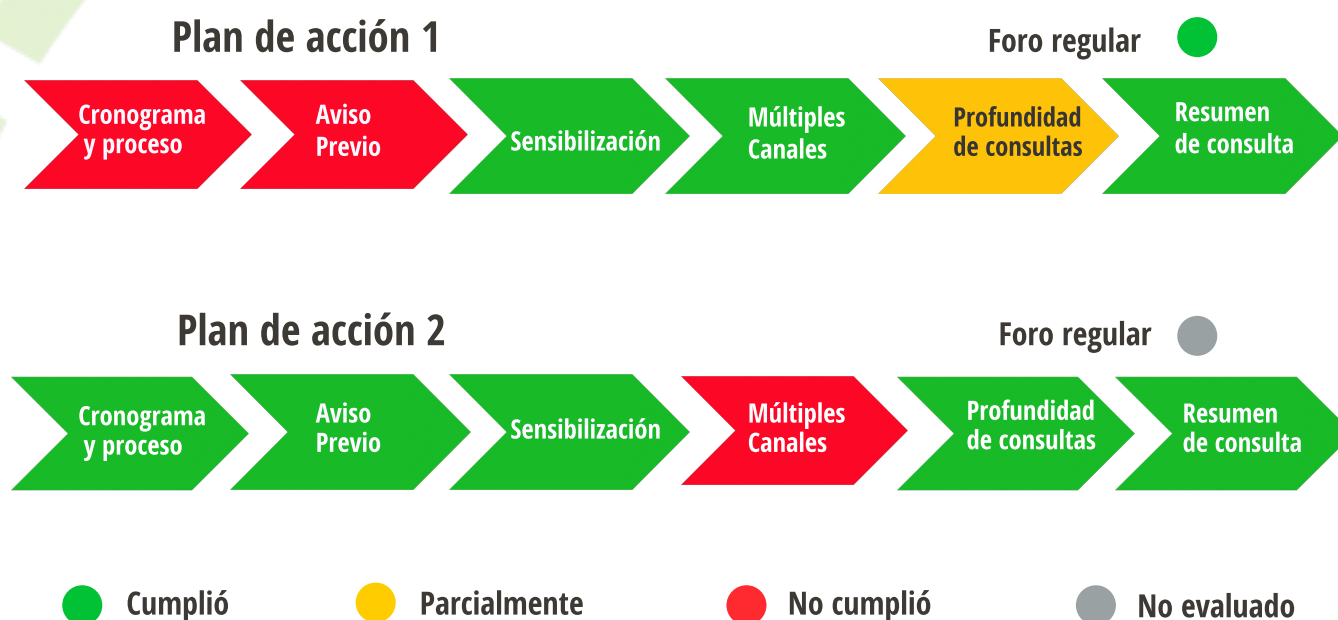 Plan de acción 1
Foro regular
Cronograma
y proceso
Aviso
Previo
Sensibilización
Múltiples
Canales
Profundidad
de consultas
Resumen
de consulta
Plan de acción 2
Foro regular
Cronograma
y proceso
Aviso
Previo
Sensibilización
Múltiples
Canales
Profundidad
de consultas
Resumen
de consulta
Cumplió
Parcialmente
No cumplió
No evaluado